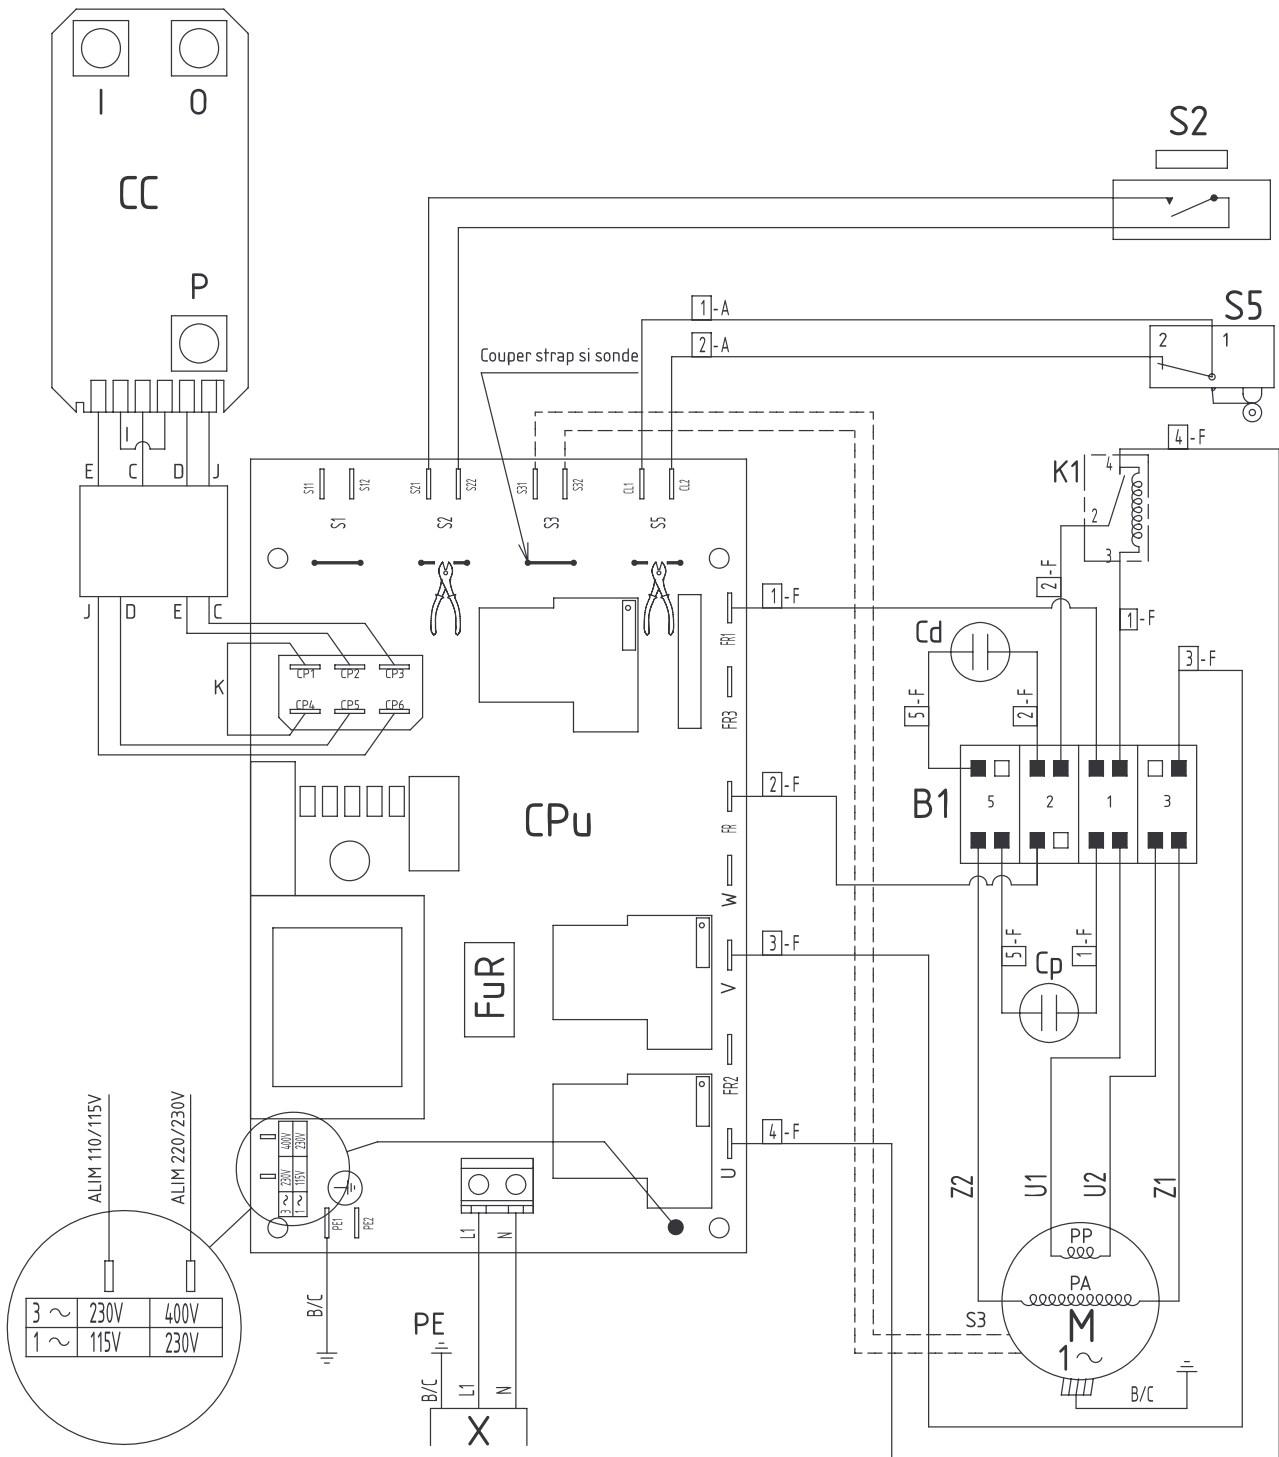 I O
CC
P
I
E C D J
J D E C
K
CP1 CP2 CP3
CP4 CP5 CP6
S2
1 -A
2 -A
S5
2 1
Couper strap si sonde
4 -F
K1
4
2
3
S11 S12 S21 S22 S31 S32 CL1 CL2
S1 S2 S3 S5
1 -F
2 -F
1 -F
3 -F
FR1
FR3
Cd
5 -F
2 -F
B1
5 2 1 3
CPu
2 -F
FR
W
FuR
3 -F
V
FR2
4 -F
U
5 -F
1 -F
Cp
Z2 U1 U2 Z1
PP
PA
S3
M
1 ~
B/C
ALIM 110/115V
ALIM 220/230V
400V 230V
230V 115V
3 ~ 1 ~
PE1 PE2
L1 N
B/C
PE
B/C L1 N
X
3 ~ 230V 400V
1 ~ 115V 230V